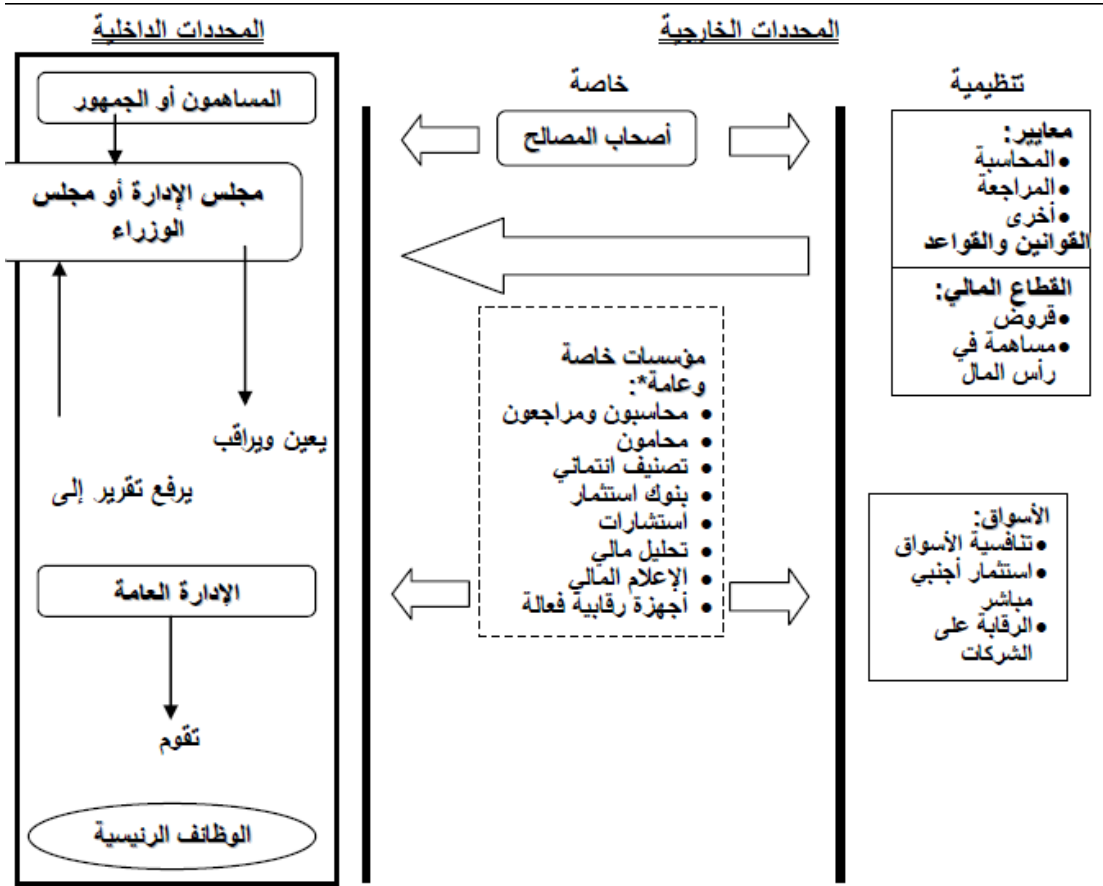 المحددات الخارجية
المحددات الداخلية
تنظيمية
معايير:
•المحاسبة
•المراجعة
•أخرى
القوانين والقواعد
القطاع المالي:
•قروض
•مساهمة في
رأس المال
الأسواق:
•تنافسية الأسواق
•استثمار أجنبي
مباشر
•الرقابة على
الشركات
خاصة
أصحاب المصالح
مؤسسات خاصة
وعامة*:
• محاسبون ومراجعون
• محامون
• تصنيف ائتماني
• بنوك استثمار
• استشارات
• تحليل مالي
• الإعلام المالي
• أجهزة رقابية فعالة
المساهمون أو الجمهور
مجلس الإدارة أو مجلس
الوزراء
يعين ويراقب
يرفع تقرير إلى
الإدارة العامة
تقوم
الوظائف الرئيسية